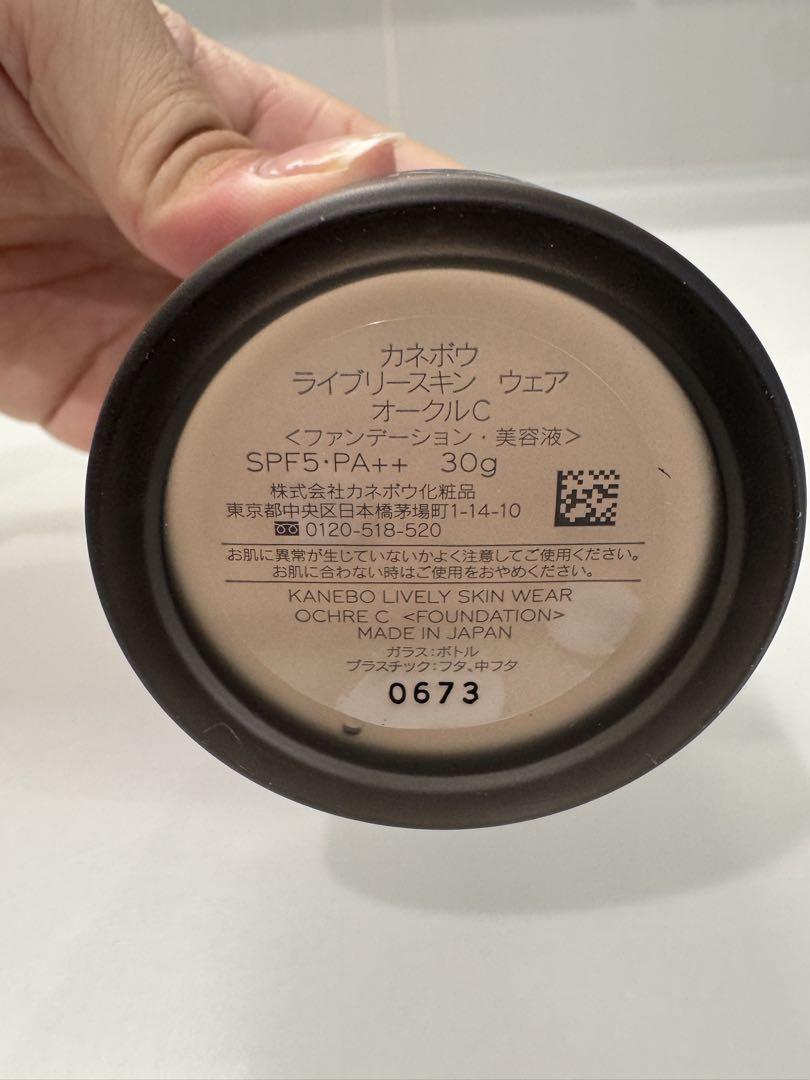 カネボウ
ライブリースキン ウェア
オークルC
<ファンデーション・美容液>
SPF5・PA++ 30g
株式会社カネボウ化粧品
東京都中央区日本橋茅場町1-14-10
0120-518-520
お肌に異常が生じていないかよく注意してご使用ください。
お肌に合わない時はご使用をおやめください。
KANEBO LIVELY SKIN WEAR
OCHRE C <FOUNDATION>
MADE IN JAPAN
ガラス:ボトル
プラスチック:フタ、中フタ
0673